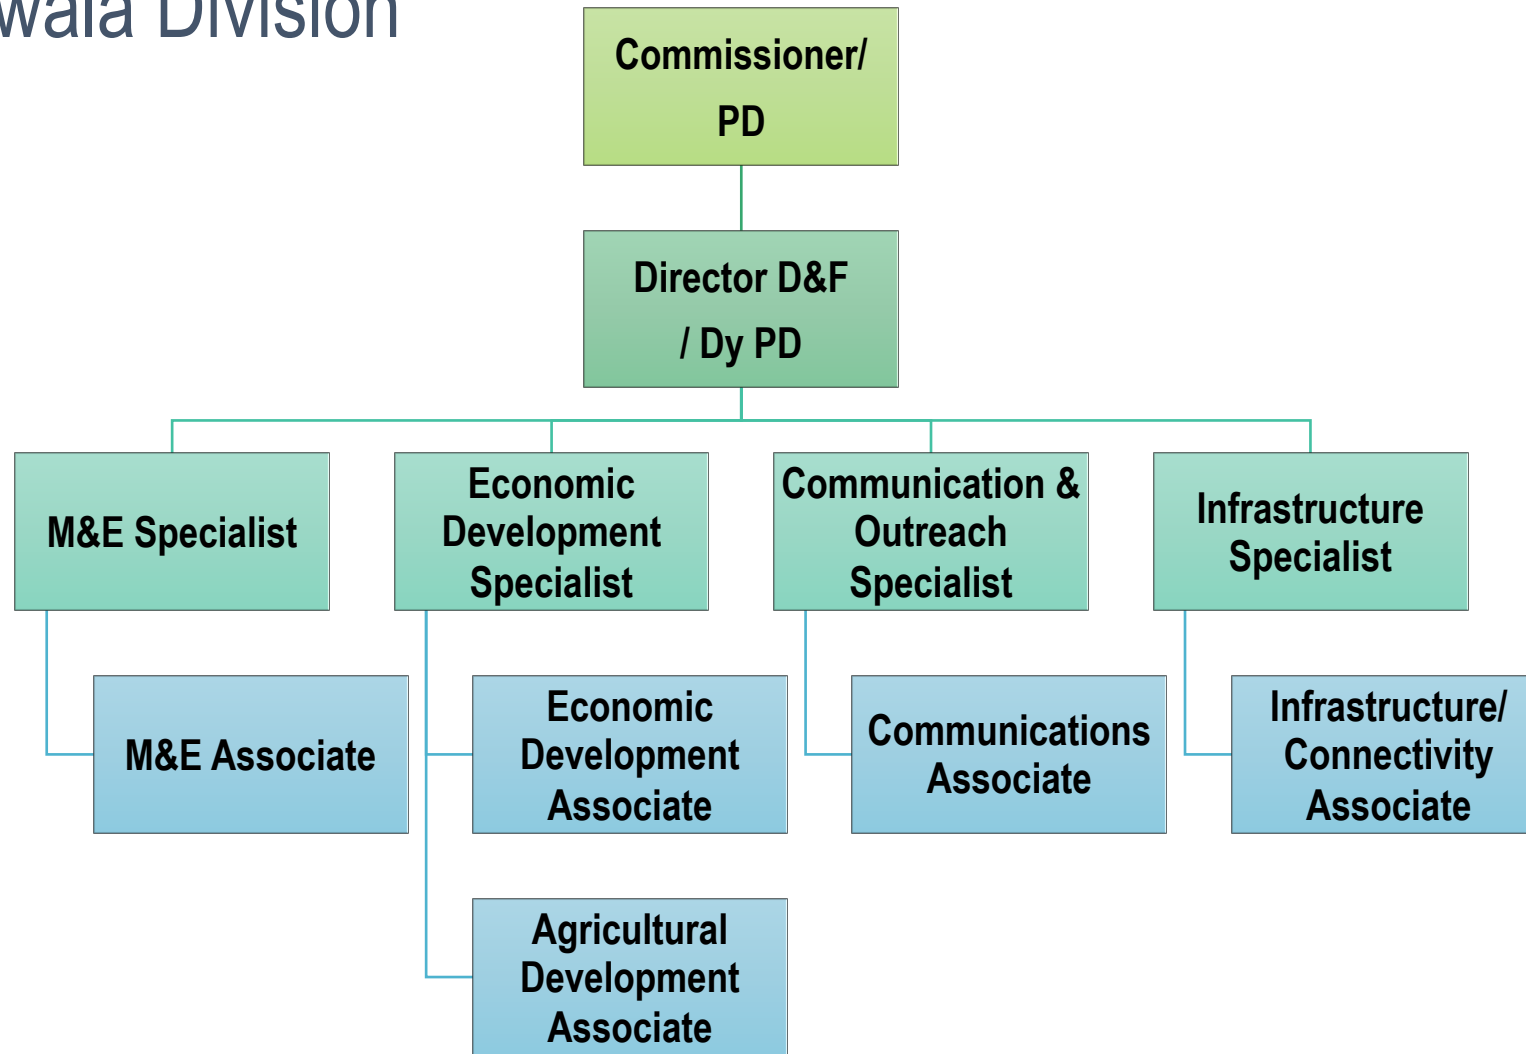 wala Division
Commissioner/
PD
Director D&F
/ Dy PD
M&E Specialist
Economic
Development
Specialist
Communication &
Outreach
Specialist
Infrastructure
Specialist
M&E Associate
Economic
Development
Associate
Communications
Associate
Infrastructure/
Connectivity
Associate
Agricultural
Development
Associate